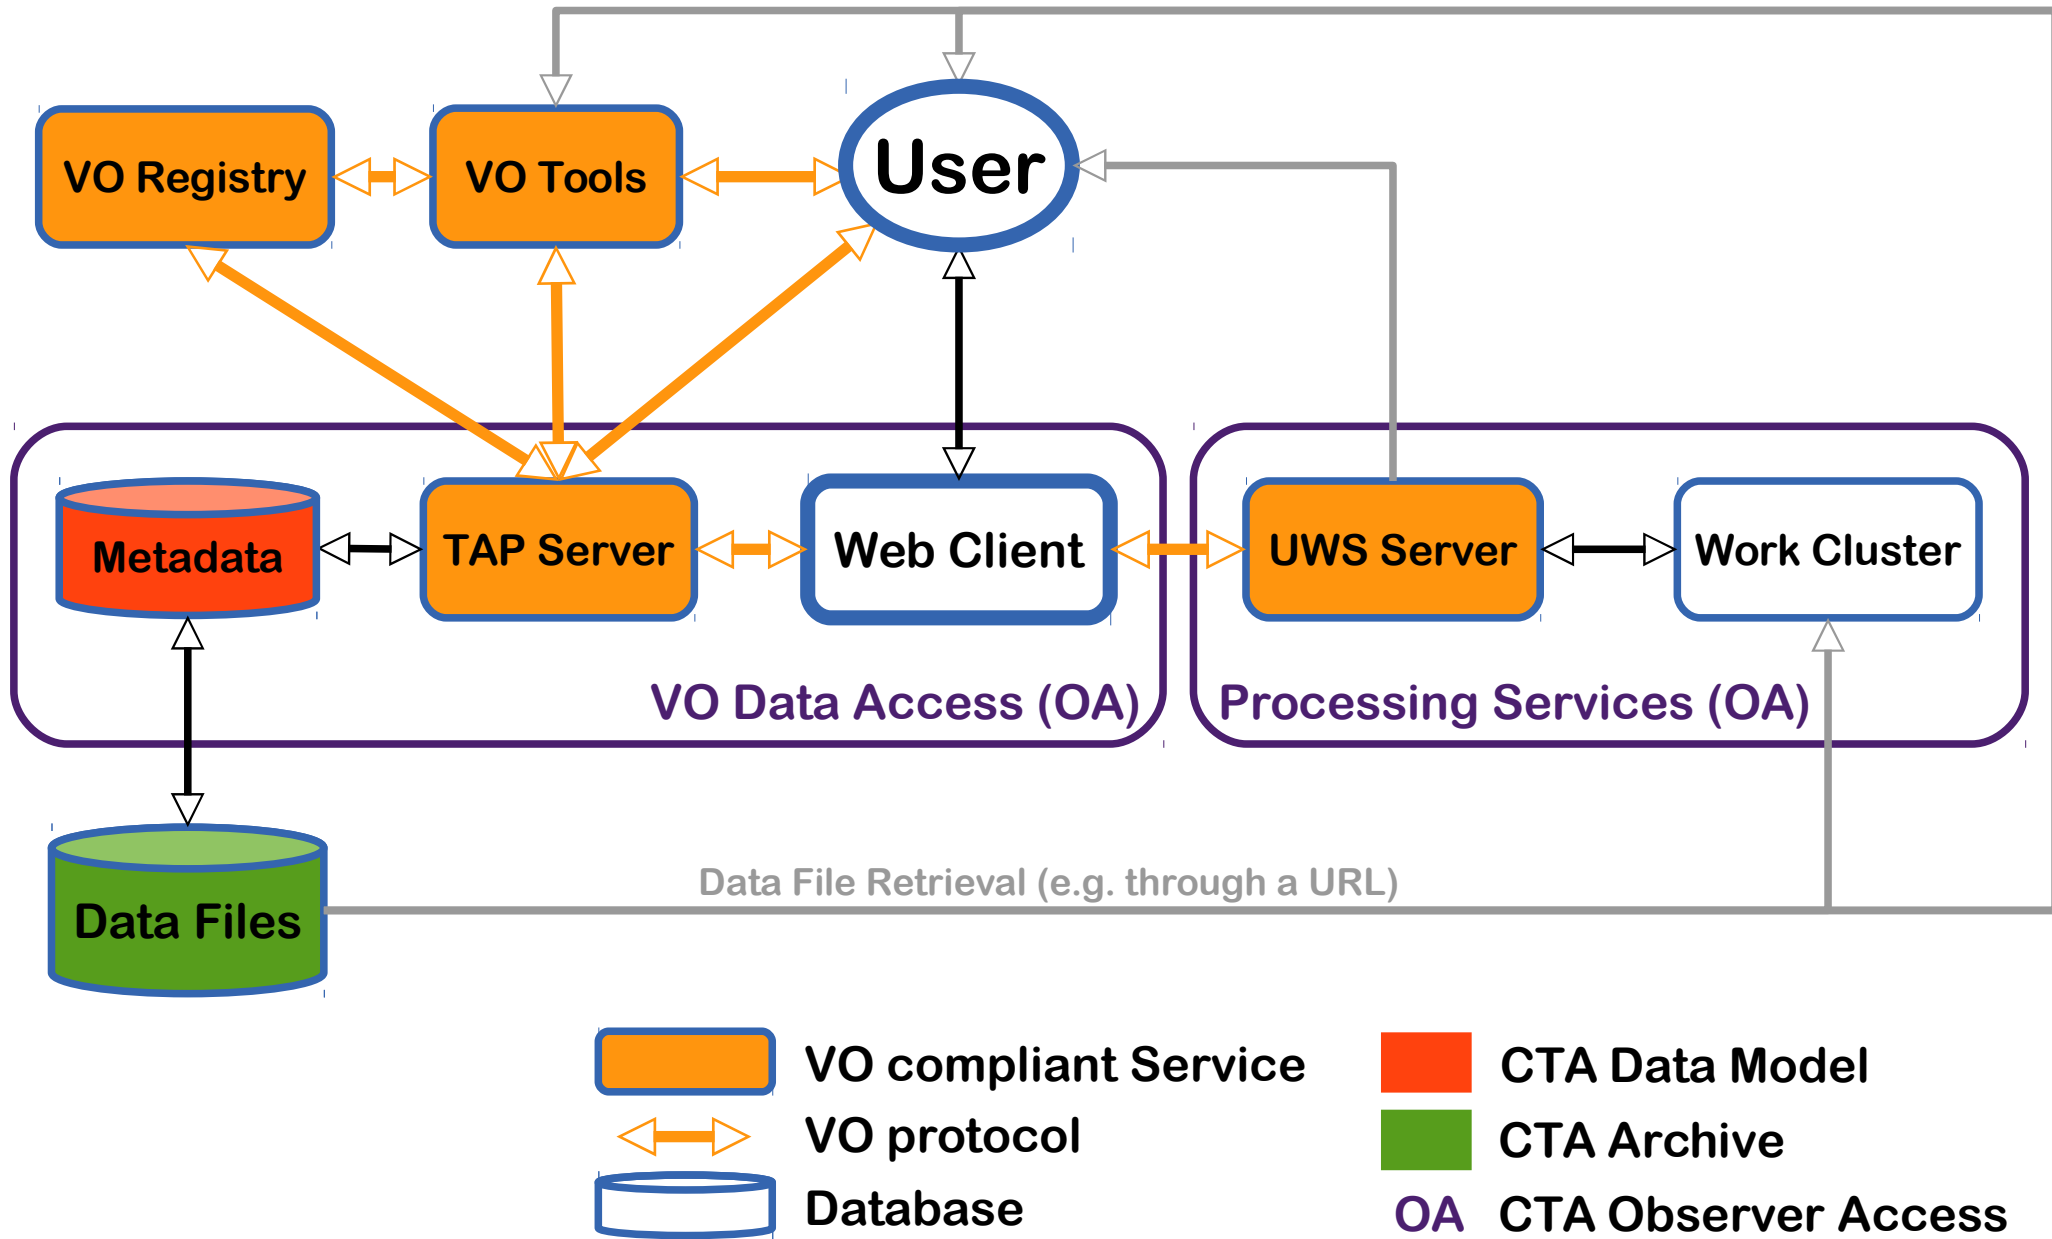 User
VO Registry
VO Tools
Metadata
TAP Server
Web Client
UWS Server
Work Cluster
VO Data Access (OA)
Processing Services (OA)
Data File Retrieval (e.g. through a URL)
Data Files
VO compliant Service
CTA Data Model
VO protocol
CTA Archive
Database
OA CTA Observer Access